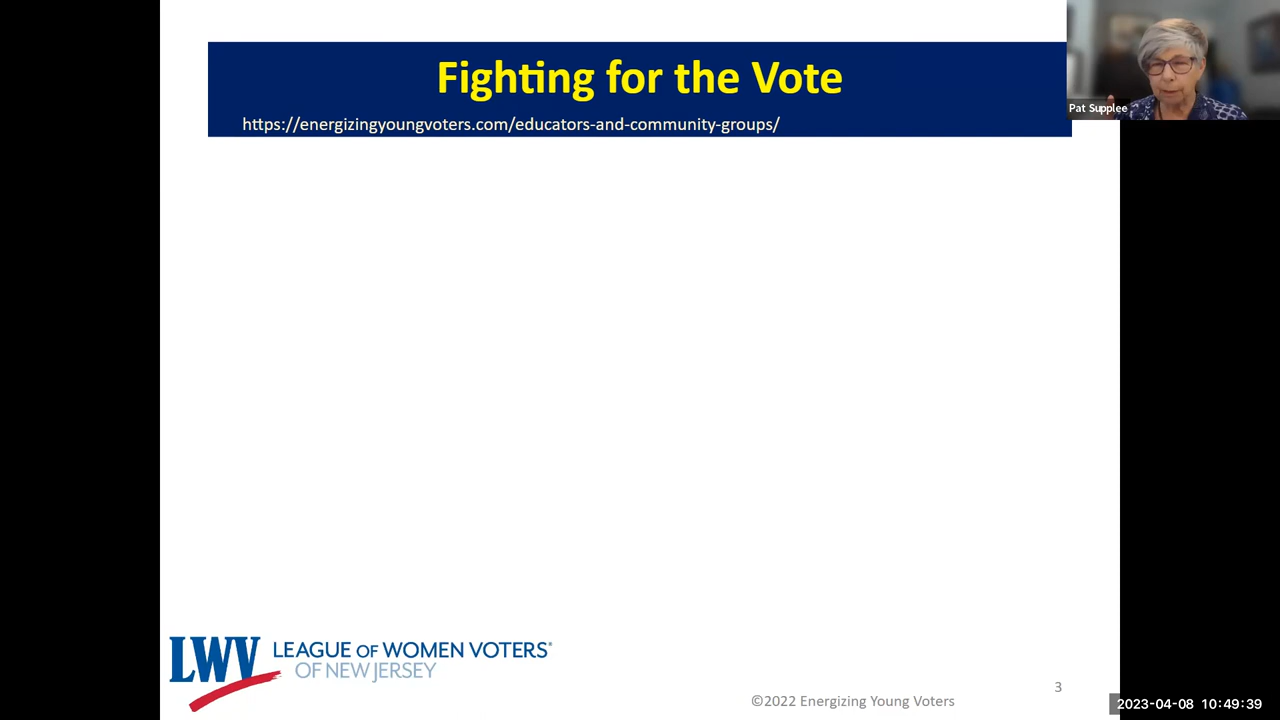 Fighting for the Vote
https://energizingyoungvoters.com/educators-and-community-groups/
Pat Supplee
LWV LEAGUE OF WOMEN VOTERS®
OF NEW JERSEY
3
©2022 Energizing Young Voters
2023-04-08 10:49:39